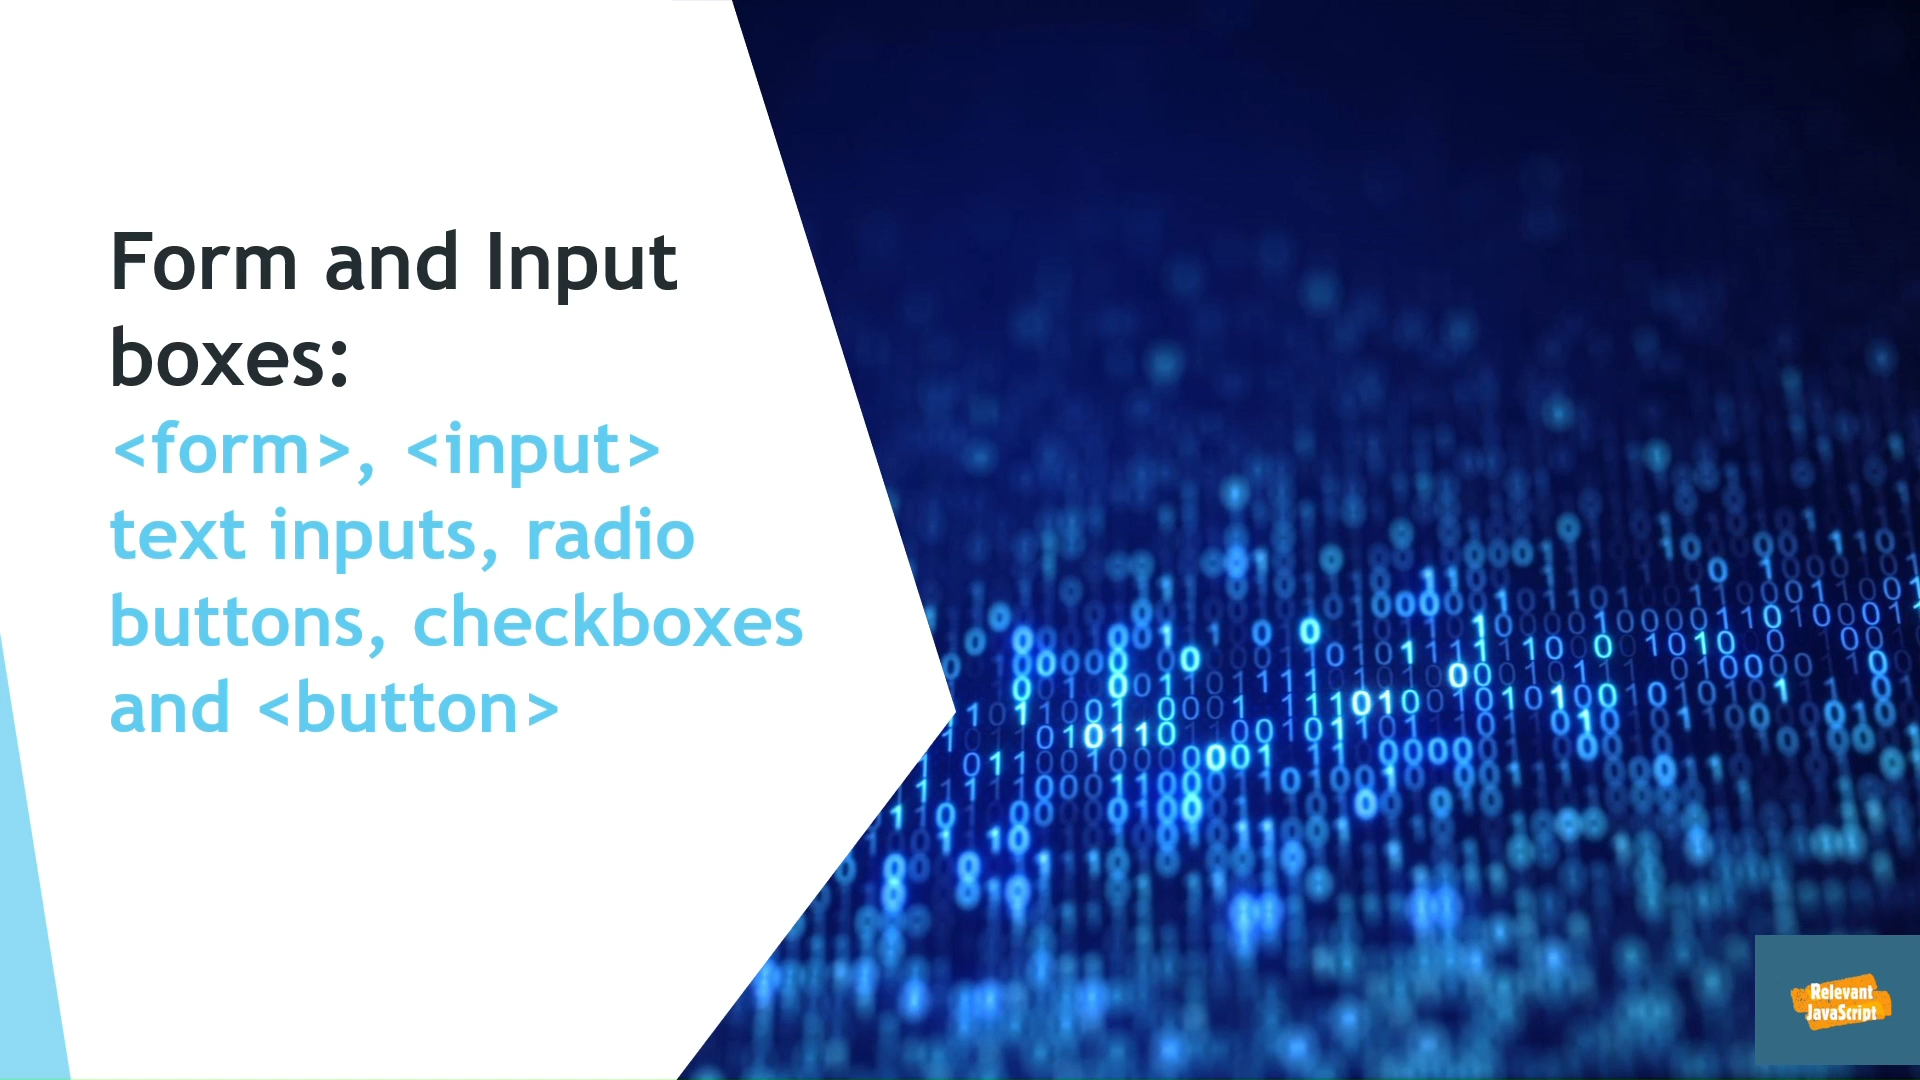 Form and Input
boxes:
<form>, <input>
text inputs, radio
buttons, checkboxes
and <button>
Relevant
JavaScript